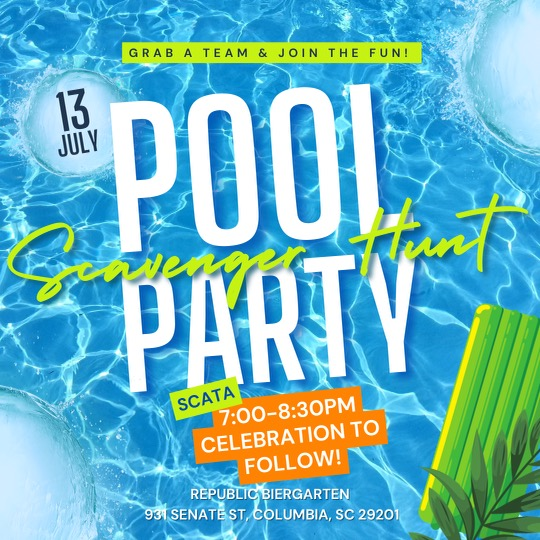 GRAB A TEAM & JOIN THE FUN!
13
JULY
POOL
Scavenger Hunt
PARTY
SCATA
7:00-8:30PM
CELEBRATION TO
FOLLOW!
REPUBLIC BIERGARTEN
931 SENATE ST, COLUMBIA, SC 29201